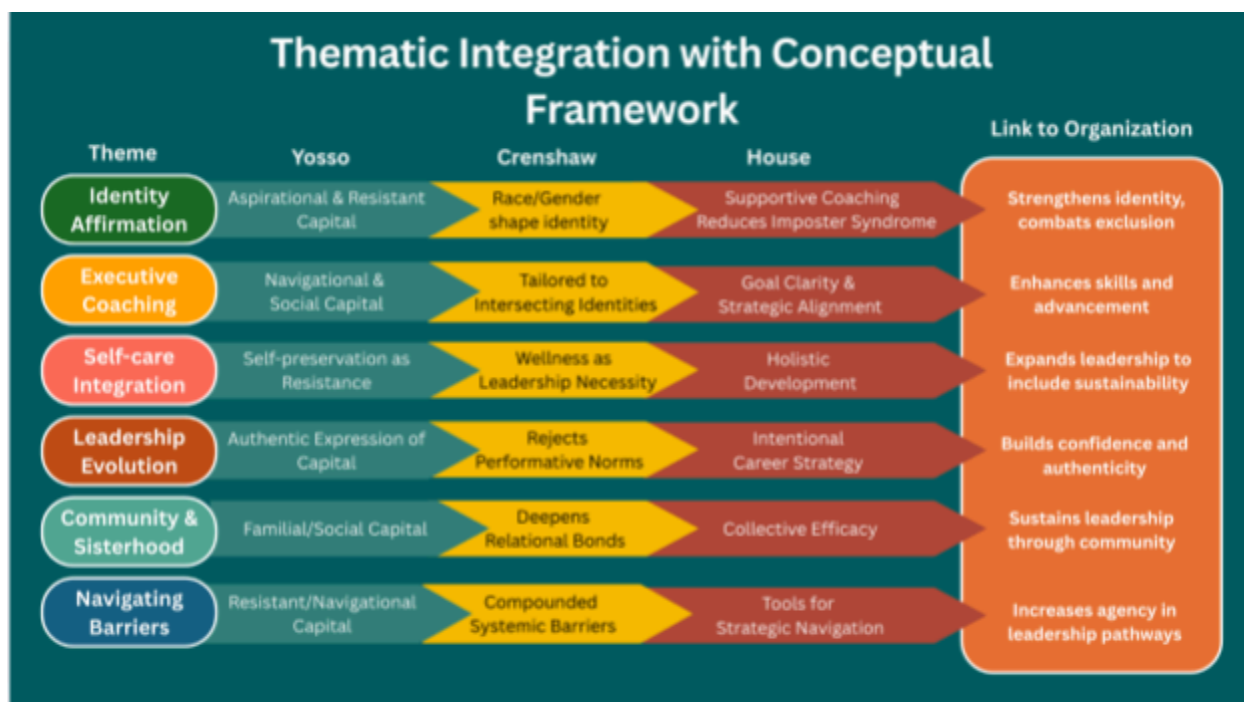 Thematic Integration with Conceptual
Framework
Link to Organization
Theme
Yosso
Crenshaw
House
Identity
Affirmation
Aspirational & Resistant
Capital
Race/Gender
shape identity
Supportive Coaching
Reduces Imposter Syndrome
Strengthens identity,
combats exclusion
Executive
Coaching
Navigational &
Social Capital
Tailored to
Intersecting Identities
Goal Clarity &
Strategic Alignment
Enhances skills and
advancement
Self-care
Integration
Self-preservation as
Resistance
Wellness as
Leadership Necessity
Holistic
Development
Expands leadership to
include sustainability
Leadership
Evolution
Authentic Expression of
Capital
Rejects
Performative Norms
Intentional
Career Strategy
Builds confidence and
authenticity
Community &
Sisterhood
Familial/Social Capital
Deepens
Relational Bonds
Collective Efficacy
Sustains leadership
through community
Navigating
Barriers
Resistant/Navigational
Capital
Compounded
Systemic Barriers
Tools for
Strategic Navigation
Increases agency in
leadership pathways